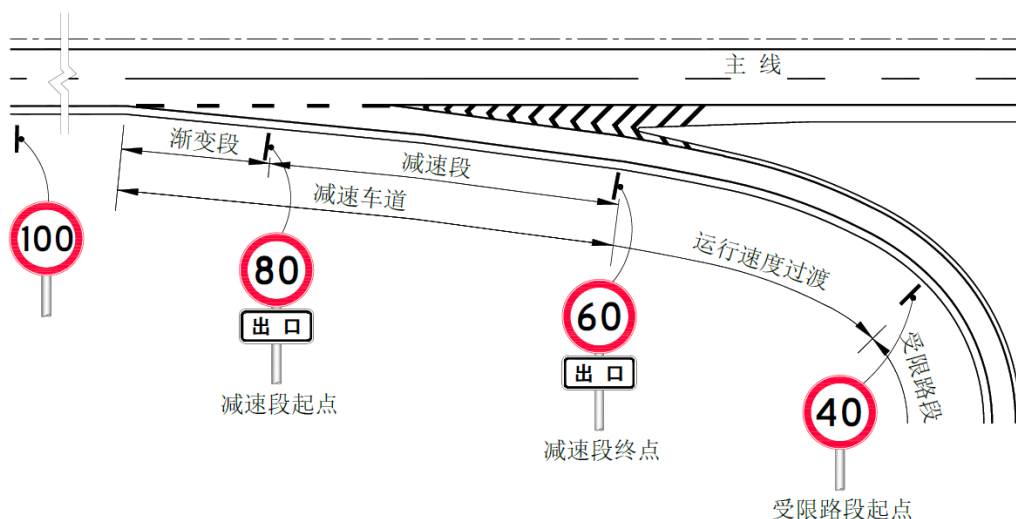 主 线
渐变段
减速段
减速车道
运行速度过渡
受限路段
100
80
出 口
减速段起点
60
出 口
减速段终点
40
受限路段起点